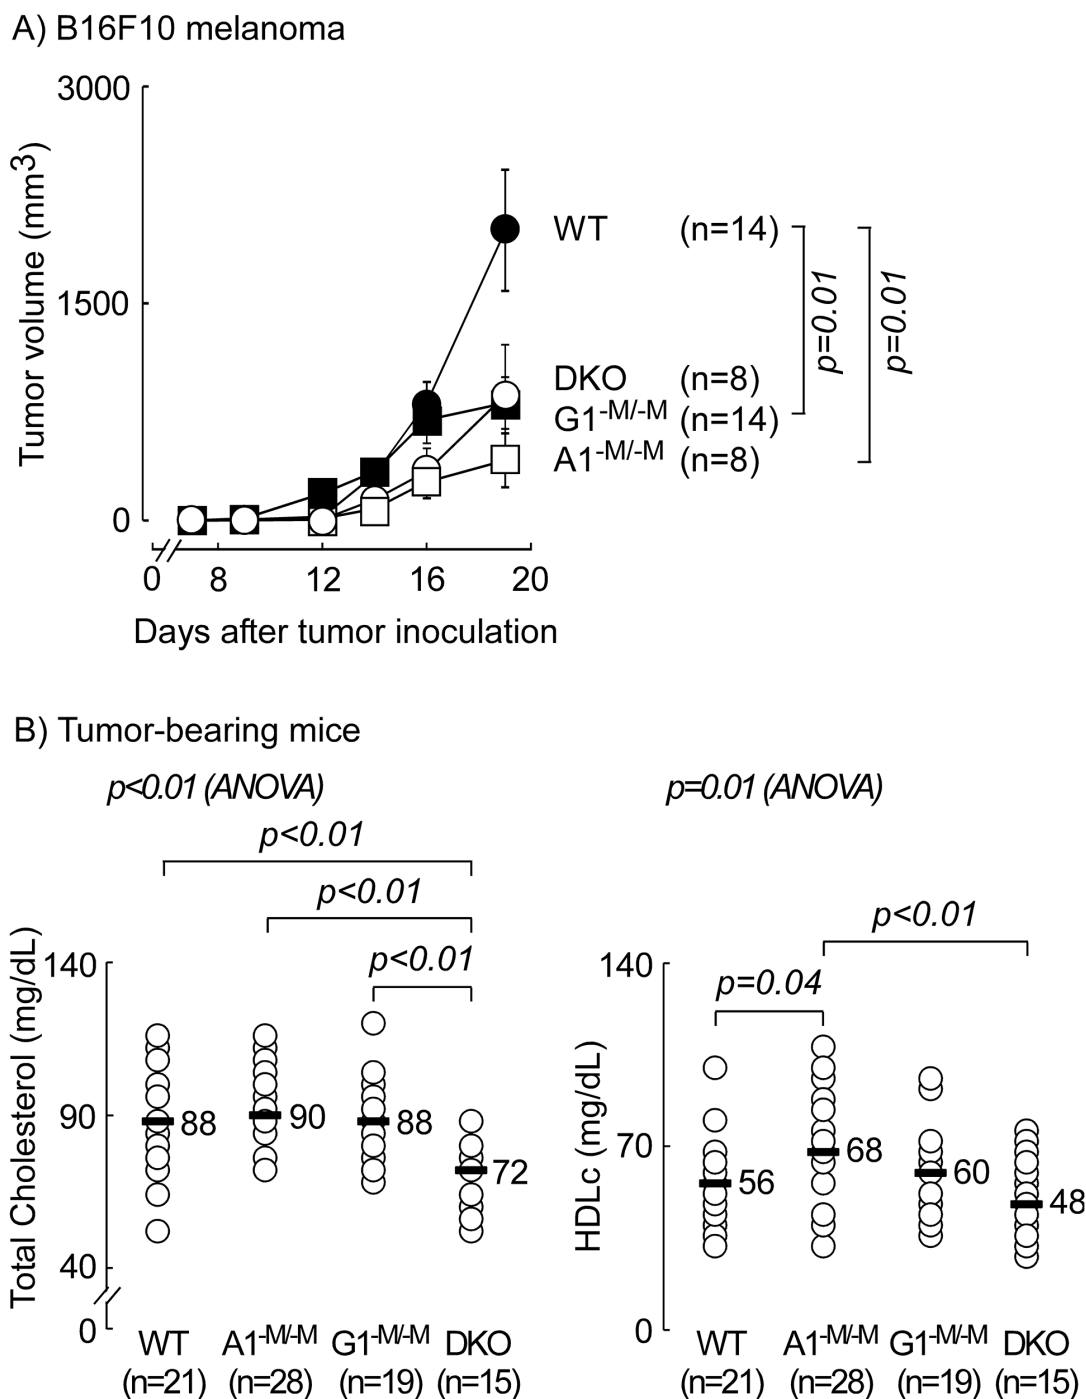 A) B16F10 melanoma
3000
1500
0
Tumor volume (mm3)
WT (n=14)
DKO (n=8)
G1-M/-M (n=14)
A1-M/-M (n=8)
p=0.01
p=0.01
0 8 12 16 20
Days after tumor inoculation
B) Tumor-bearing mice
p<0.01 (ANOVA)
p<0.01
p<0.01
p<0.01
Total Cholesterol (mg/dL)
140
90
40
0
88
90
88
72
WT A1-M/-M G1-M/-M DKO
(n=21) (n=28) (n=19) (n=15)
p=0.01 (ANOVA)
p<0.01
p=0.04
HDLc (mg/dL)
140
70
0
56
68
60
48
WT A1-M/-M G1-M/-M DKO
(n=21) (n=28) (n=19) (n=15)